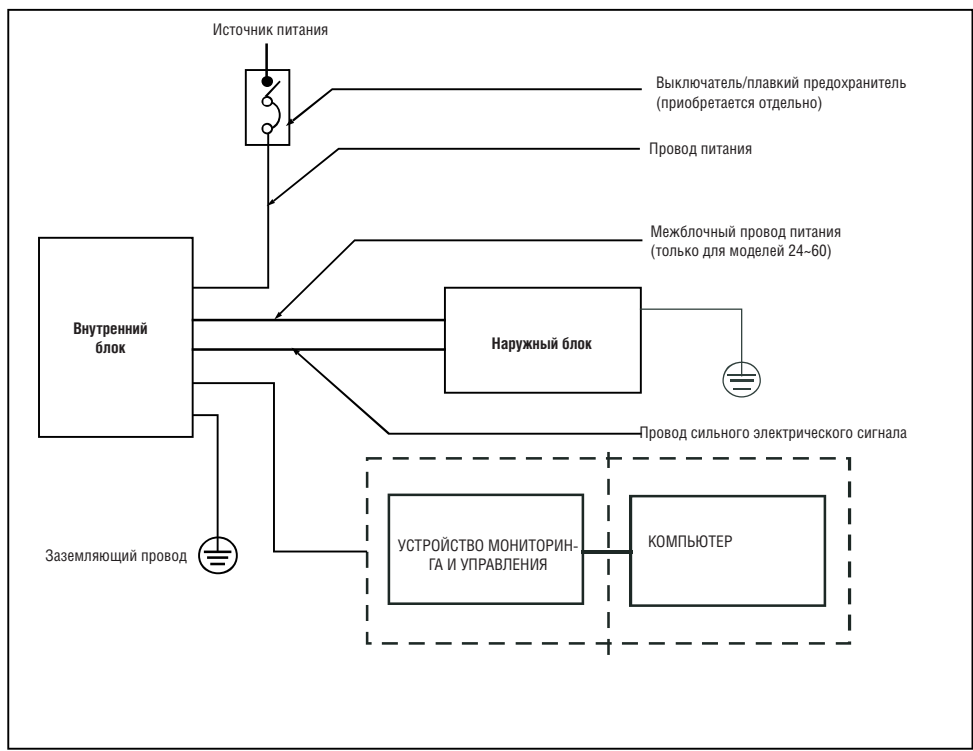 Источник питания
Выключатель/плавкий предохранитель
(приобретается отдельно)
Провод питания
Межблочный провод питания
(только для моделей 24~60)
Внутренний
блок
Наружный блок
Провод сильного электрического сигнала
Заземляющий провод
УСТРОЙСТВО МОНИТОРИН-
ГА И УПРАВЛЕНИЯ
КОМПЬЮТЕР